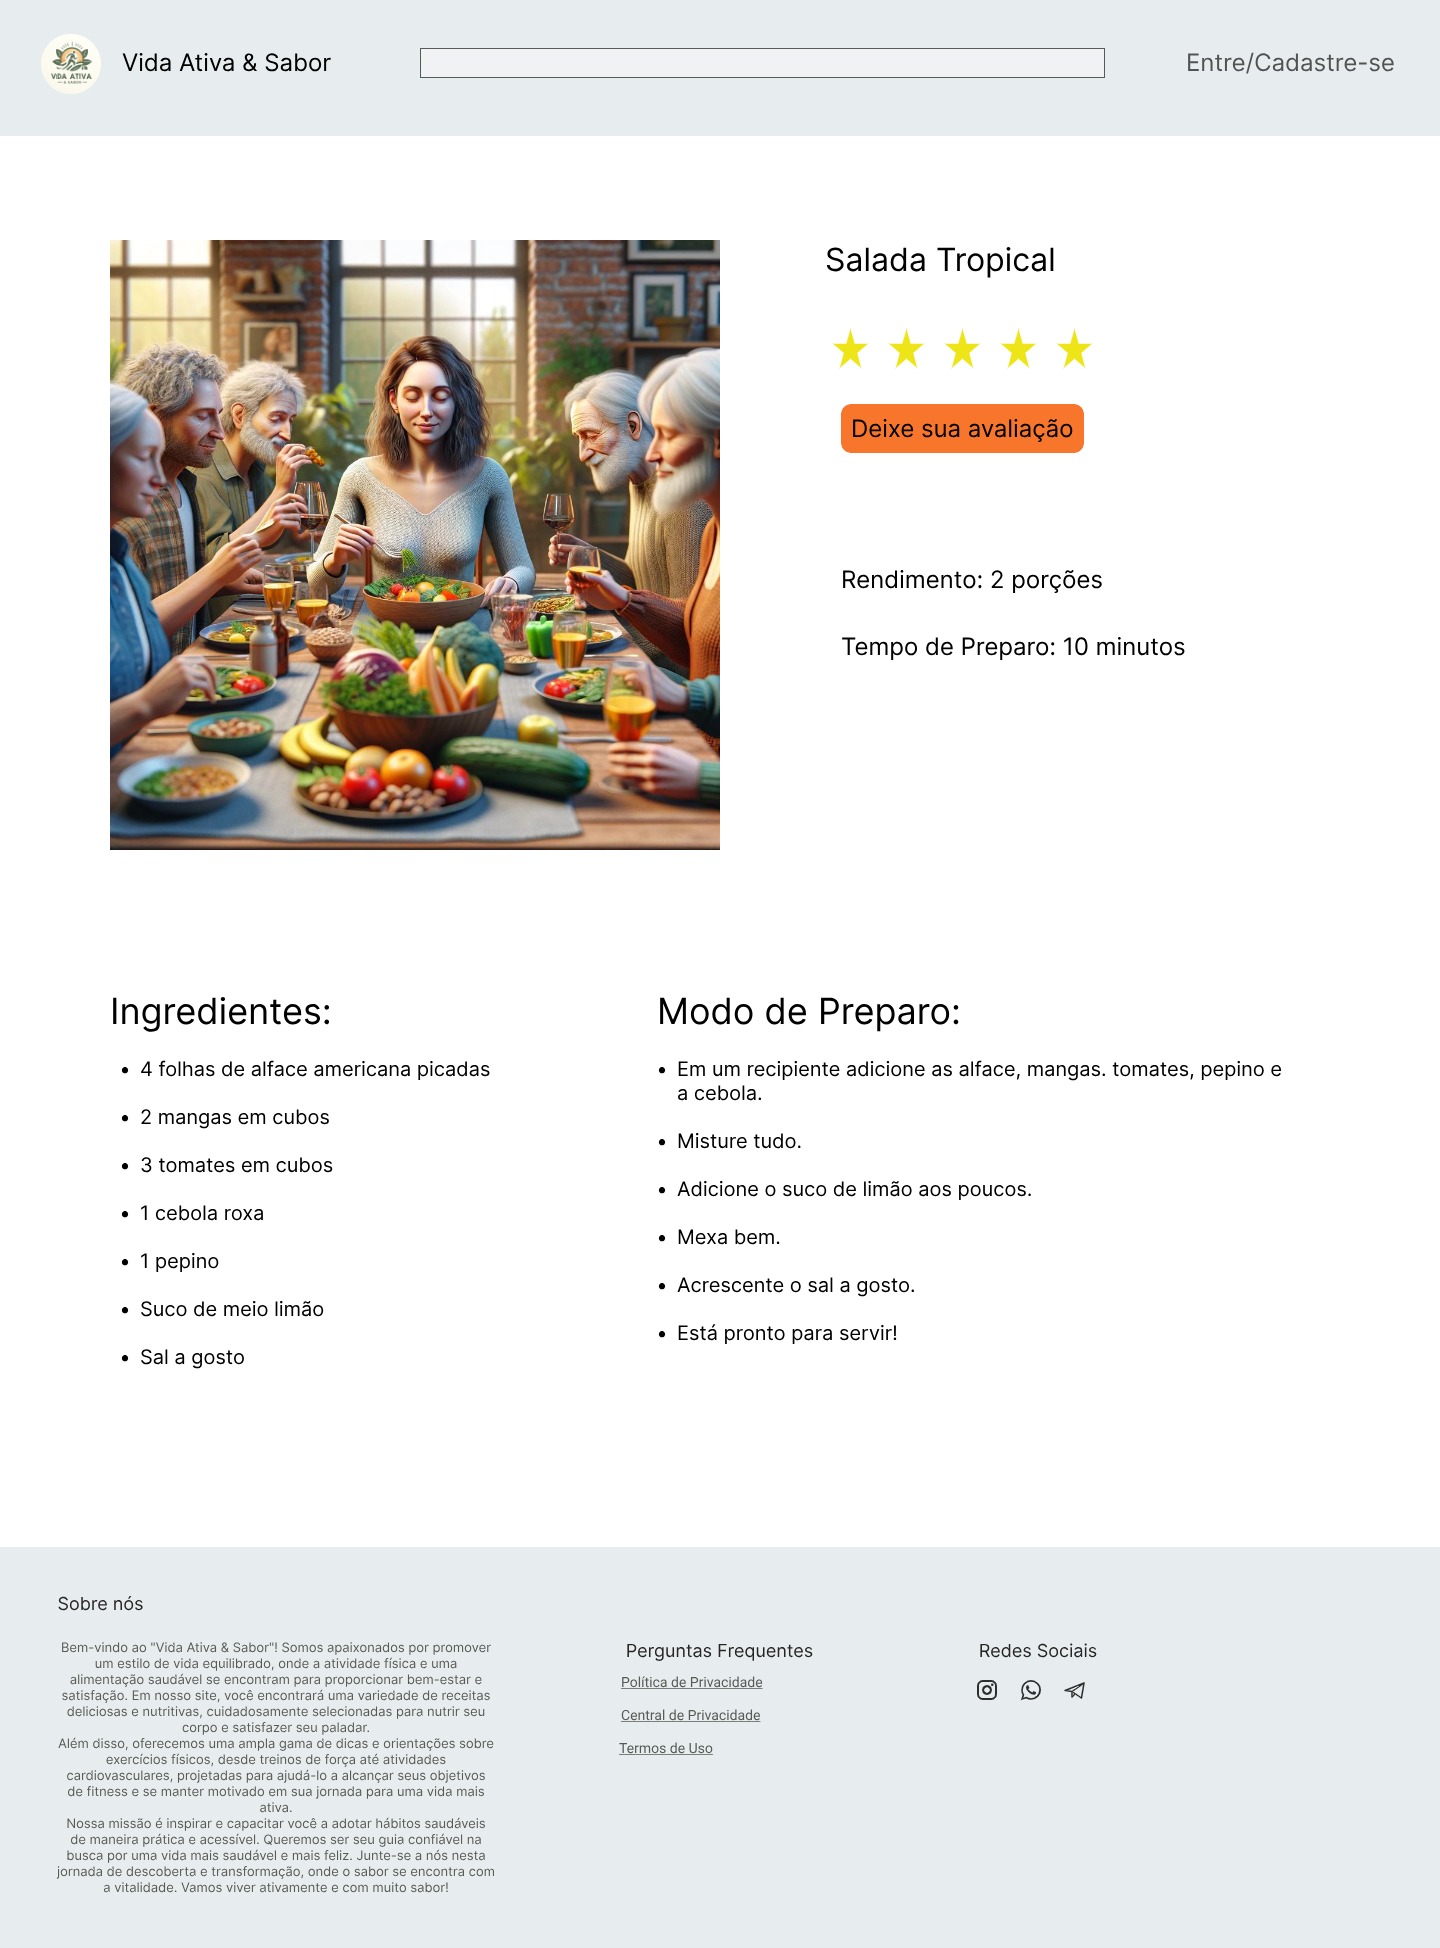 VIDA ATIVA
& SABOR
Vida Ativa & Sabor
Entre/Cadastre-se
Salada Tropical
Deixe sua avaliação
Rendimento: 2 porções
Tempo de Preparo: 10 minutos
Ingredientes:
4 folhas de alface americana picadas
2 mangas em cubos
3 tomates em cubos
1 cebola roxa
1 pepino
Suco de meio limão
Sal a gosto
Modo de Preparo:
Em um recipiente adicione as alface, mangas. tomates, pepino e
a cebola.
Misture tudo.
Adicione o suco de limão aos poucos.
Mexa bem.
Acrescente o sal a gosto.
Está pronto para servir!
Sobre nós
Bem-vindo ao "Vida Ativa & Sabor"! Somos apaixonados por promover
um estilo de vida equilibrado, onde a atividade física e uma
alimentação saudável se encontram para proporcionar bem-estar e
satisfação. Em nosso site, você encontrará uma variedade de receitas
deliciosas e nutritivas, cuidadosamente selecionadas para nutrir seu
corpo e satisfazer seu paladar.
Além disso, oferecemos uma ampla gama de dicas e orientações sobre
exercícios físicos, desde treinos de força até atividades
cardiovasculares, projetadas para ajudá-lo a alcançar seus objetivos
de fitness e se manter motivado em sua jornada para uma vida mais
ativa.
Nossa missão é inspirar e capacitar você a adotar hábitos saudáveis
de maneira prática e acessível. Queremos ser seu guia confiável na
busca por uma vida mais saudável e mais feliz. Junte-se a nós nesta
jornada de descoberta e transformação, onde o sabor se encontra com
a vitalidade. Vamos viver ativamente e com muito sabor!
Perguntas Frequentes
Política de Privacidade
Central de Privacidade
Termos de Uso
Redes Sociais